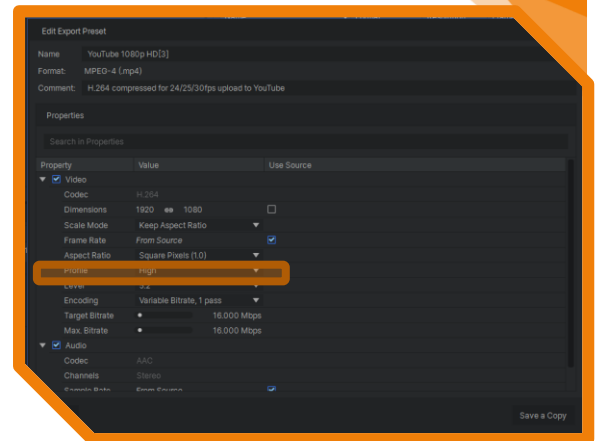 Edit Export Preset
Name YouTube 1080p HD[3]
Format: MPEG-4 (.mp4)
Comment: H.264 compressed for 24/25/30fps upload to YouTube
Properties
Search in Properties
Property Value Use Source
Video
Codec H.264
Dimensions 1920 1080
Scale Mode Keep Aspect Ratio
Frame Rate From Source
Aspect Ratio Square Pixels (1.0)
Profile High
Level 5.2
Encoding Variable Bitrate, 1 pass
Target Bitrate 16.000 Mbps
Max. Bitrate 16.000 Mbps
Audio
Codec AAC
Channels Stereo
Sample Rate From Source
Save a Copy